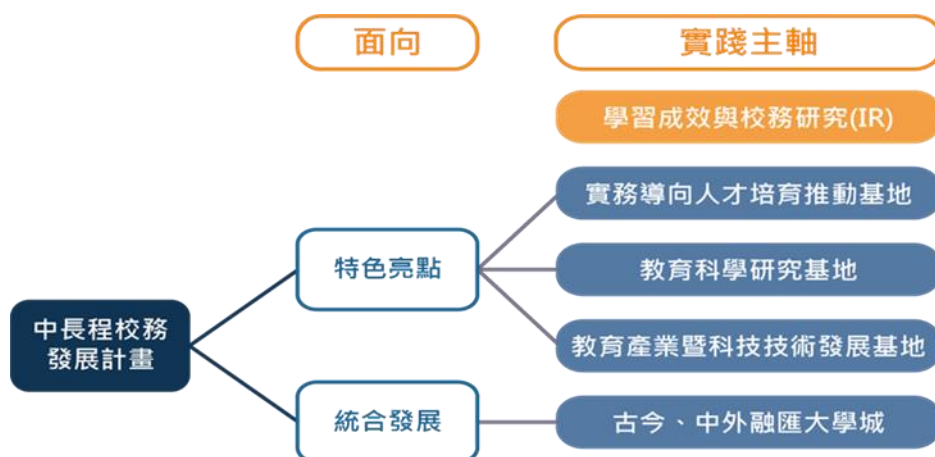 面向
實踐主軸
學習成效與校務研究(IR)
實務導向人才培育推動基地
特色亮點
教育科學研究基地
中長程校務
發展計畫
教育產業暨科技技術發展基地
統合發展
古今、中外融匯大學城